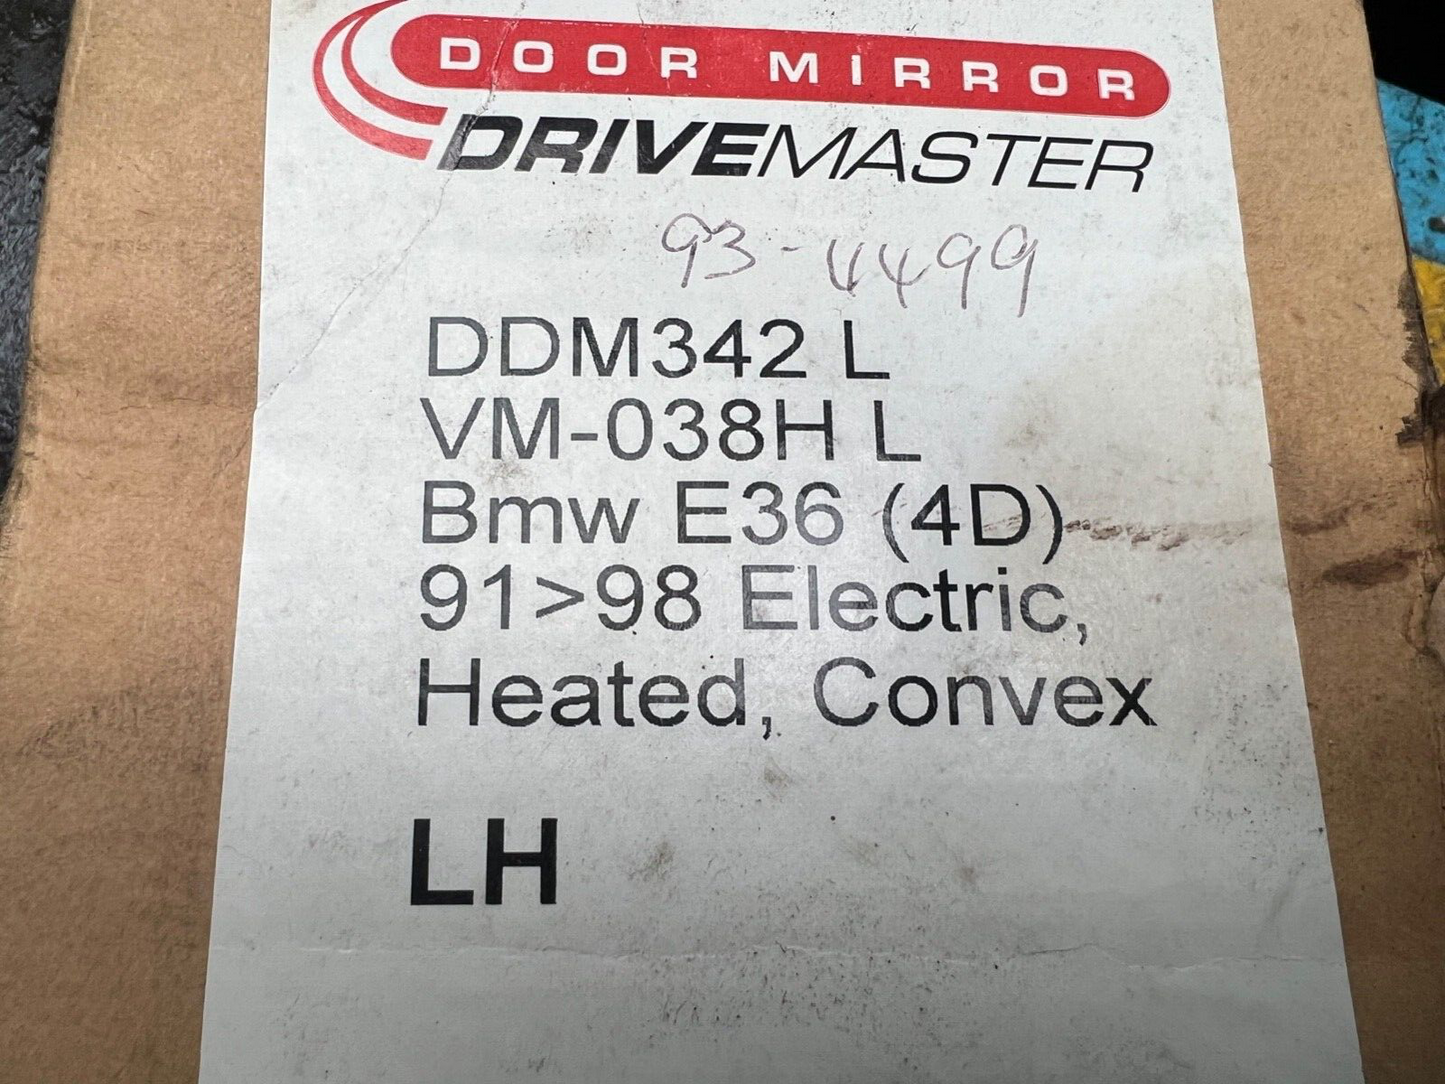 DOOR MIRROR
DRIVEMASTER
93-4499
DDM342 L
VM-038H L
Bmw E36 (4D)
91>98 Electric,
Heated, Convex
LH